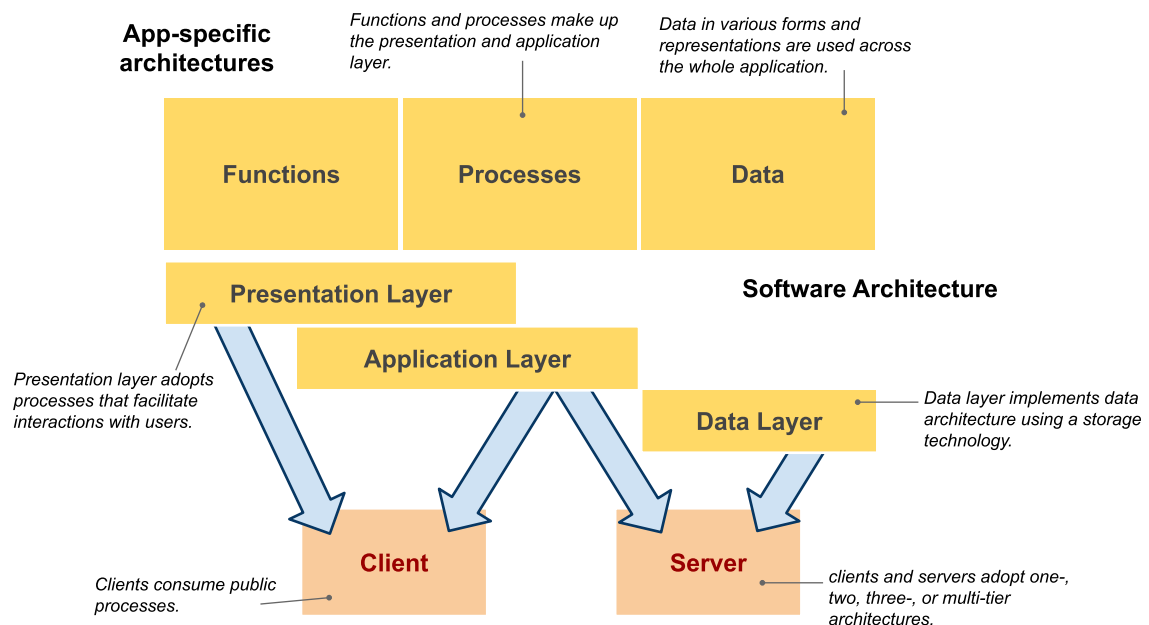 App-specific
architectures
Functions and processes make up
the presentation and application
layer.
Data in various forms and
representations are used across
the whole application.
Functions
Processes
Data
Presentation Layer
Software Architecture
Application Layer
Presentation layer adopts
processes that facilitate
interactions with users.
Data Layer
Data layer implements data
architecture using a storage
technology.
Client
Server
Clients consume public
processes.
clients and servers adopt one-,
two, three-, or multi-tier
architectures.